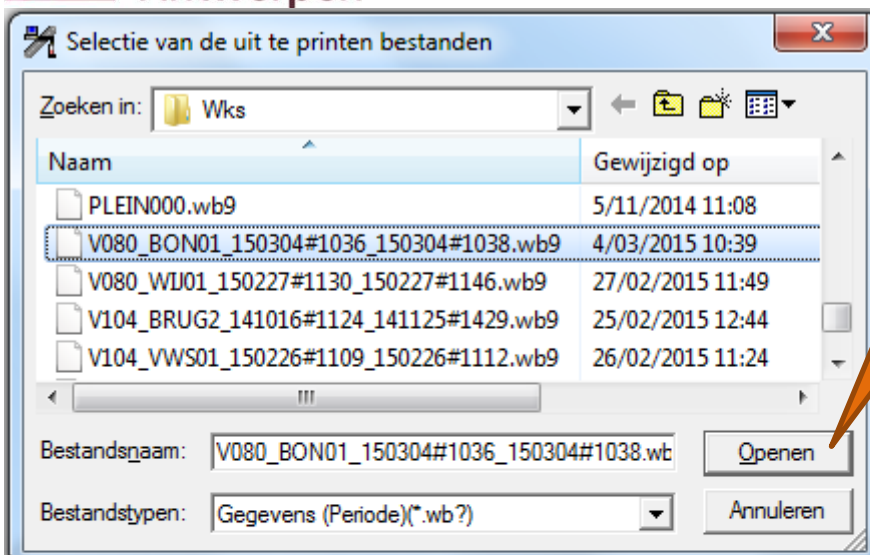 Selectie van de uit te printen bestanden
Zoeken in: Wks
Naam Gewijzigd op
PLEIN000.wb9 5/11/2014 11:08
V080_BON01_150304#1036_150304#1038.wb9 4/03/2015 10:39
V080_WIJ01_150227#1130_150227#1146.wb9 27/02/2015 11:49
V104_BRUG2_141016#1124_141125#1429.wb9 25/02/2015 12:44
V104_VWS01_150226#1109_150226#1112.wb9 26/02/2015 11:24
Bestandsnaam: V080_BON01_150304#1036_150304#1038.wb Openen
Bestandstypen: Gegevens (Periode)(*.wb?) Annuleren